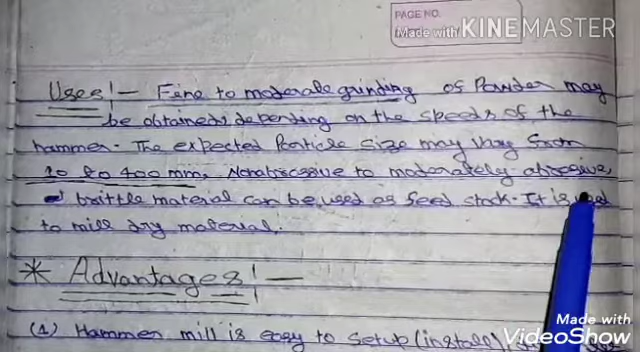 PAGE NO.
Made with KINEMASTER
Uses:- Fine to moderate grinding of Powder may
be obtained, depending on the speeds of the
hammer. The expected Particle size may vary from
10 to 400 mm, Nonabrassive to moderately abrasive,
brittle material can be used as feed stock. It is used
to mill dry material.
* Advantages:-
(1) Hammer mill is easy to setup (install)
Made with
VideoShow